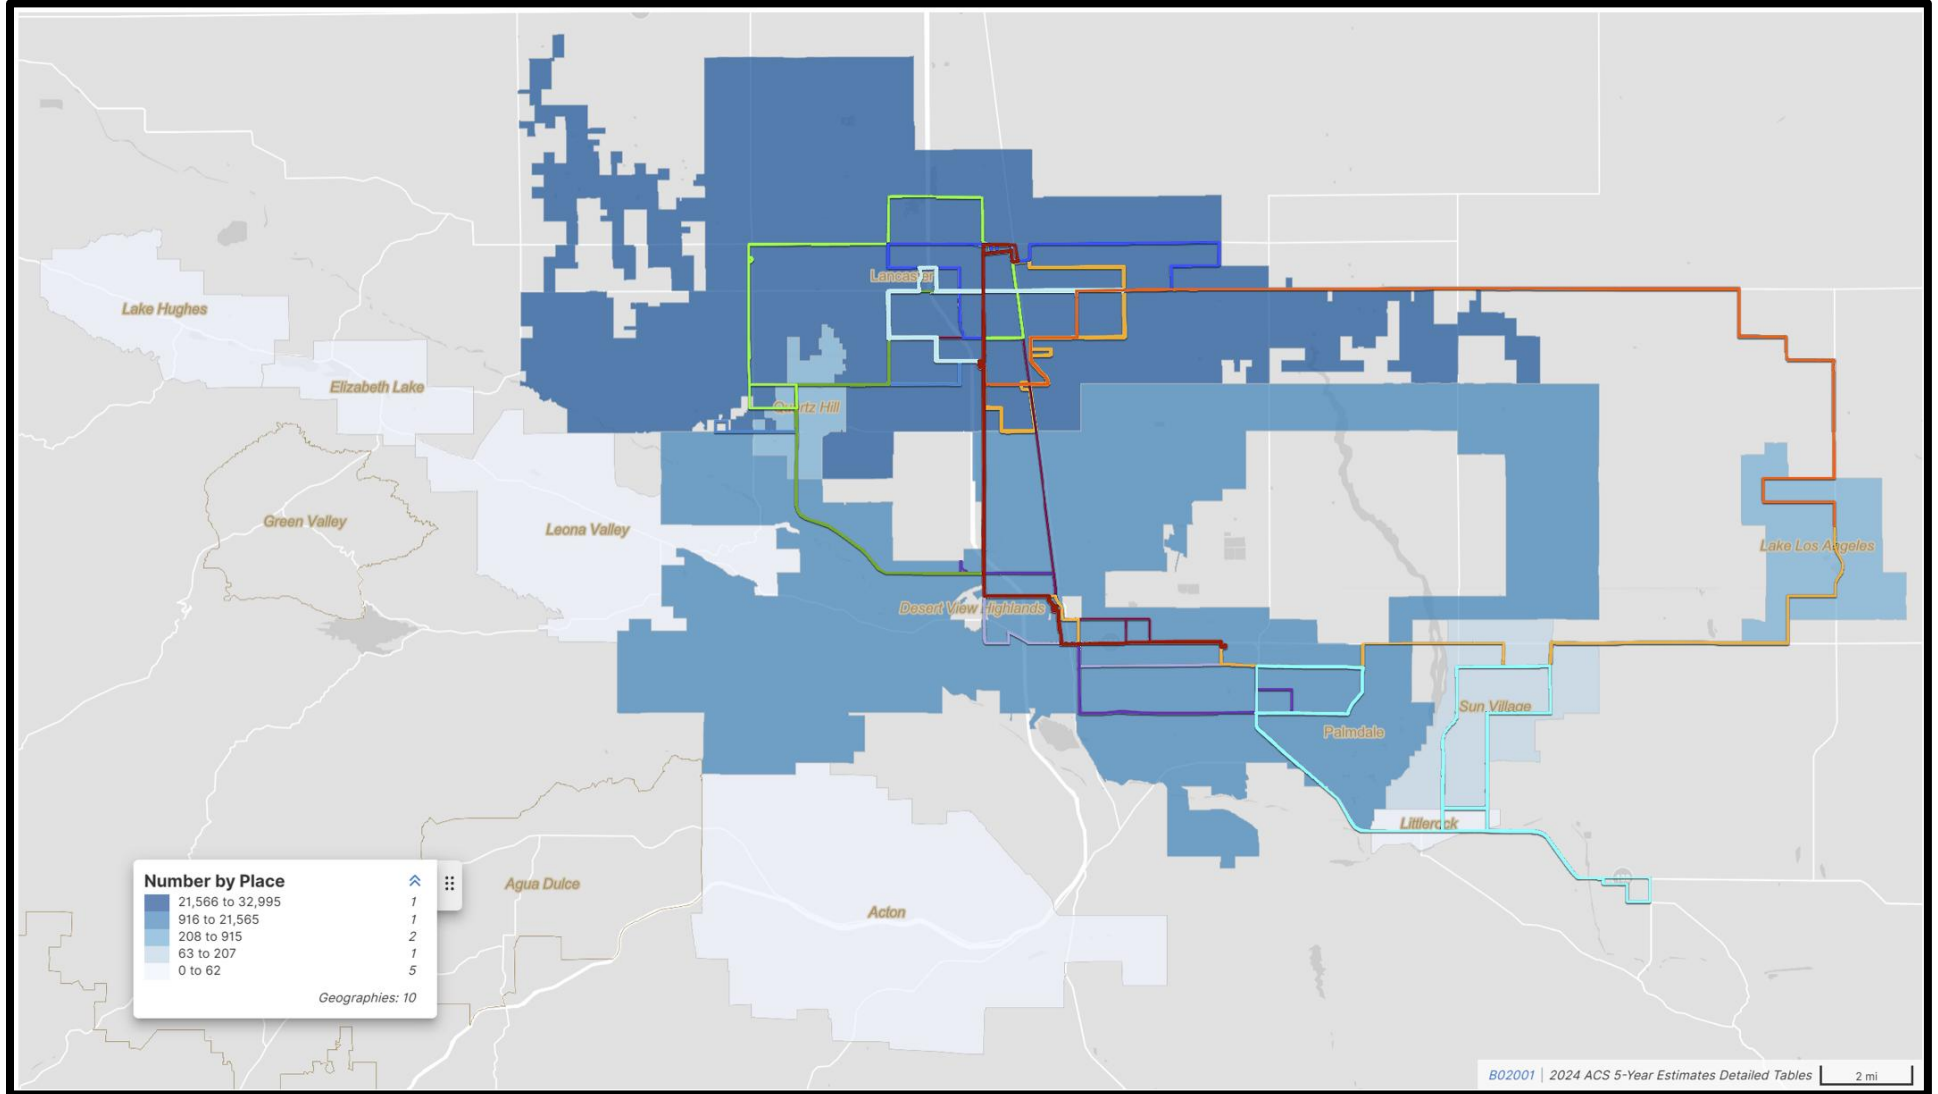 Lancaster
Lake Hughes
Elizabeth Lake
Quartz Hill
Green Valley
Leona Valley
Lake Los Angeles
Desert View Highlands
Sun Village
Palmdale
Littlerock
Agua Dulce
Acton
Number by Place
21,566 to 32,995 1
916 to 21,565 1
208 to 915 2
63 to 207 1
0 to 62 5
Geographies: 10
B02001 | 2024 ACS 5-Year Estimates Detailed Tables
2 mi